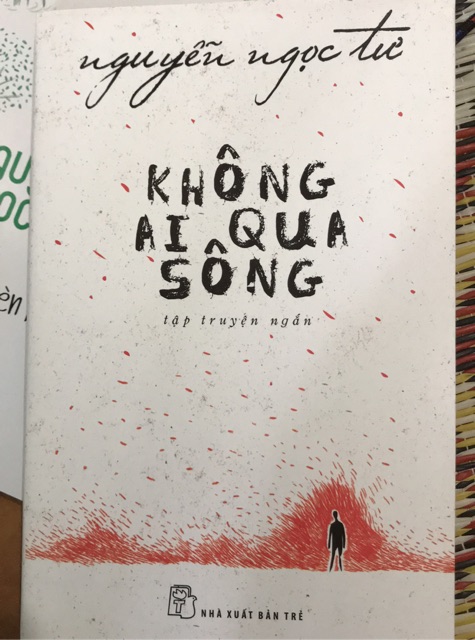 nguyễn ngọc tư
KHÔNG
AI QUA
SÔNG
tập truyện ngắn
NHÀ XUẤT BẢN TRẺ